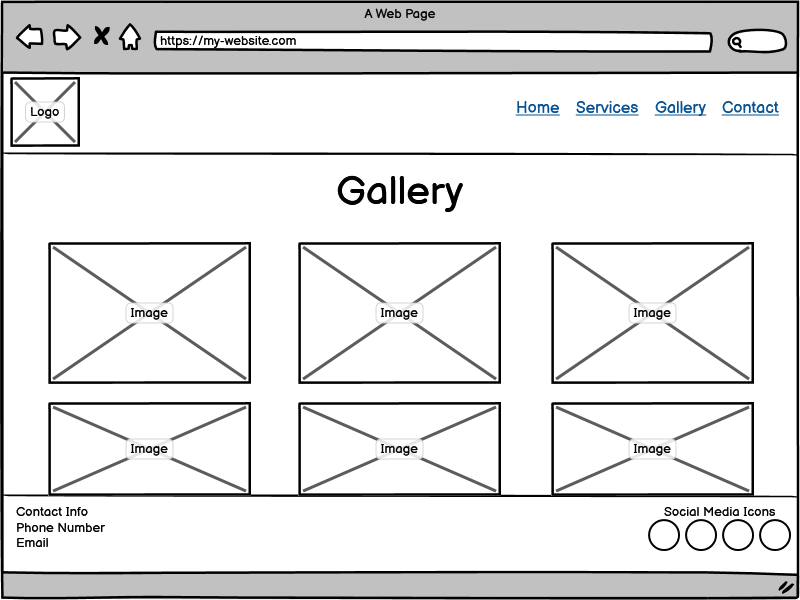 A Web Page
https://my-website.com
Logo
Home Services Gallery Contact
Gallery
Image Image Image
Image Image Image
Contact Info
Phone Number
Email
Social Media Icons